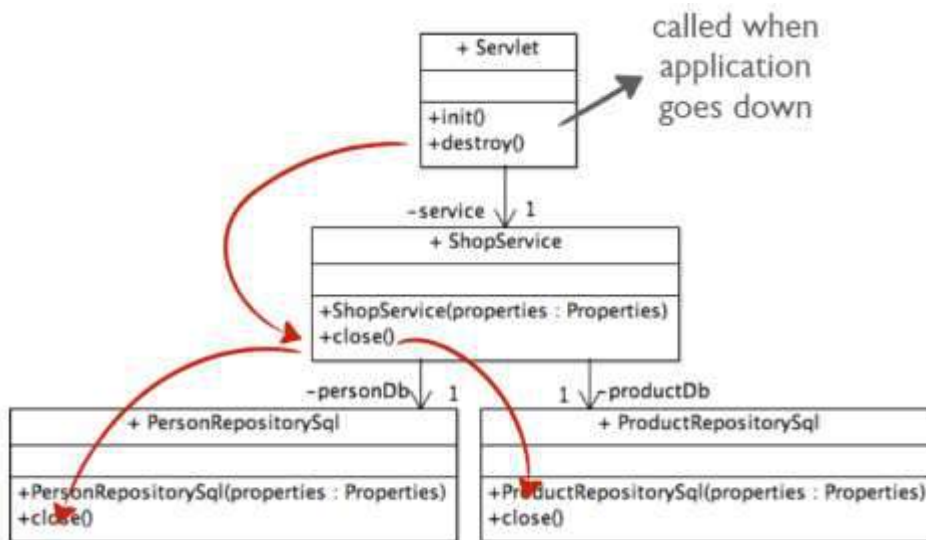 called when
application
goes down
+ Servlet
+init()
+destroy()
-service 1
+ ShopService
+ShopService(properties : Properties)
+close()
-personDb 1
1 -productDb
+ PersonRepositorySql
+PersonRepositorySql(properties : Properties)
+close()
+ ProductRepositorySql
+ProductRepositorySql(properties : Properties)
+close()